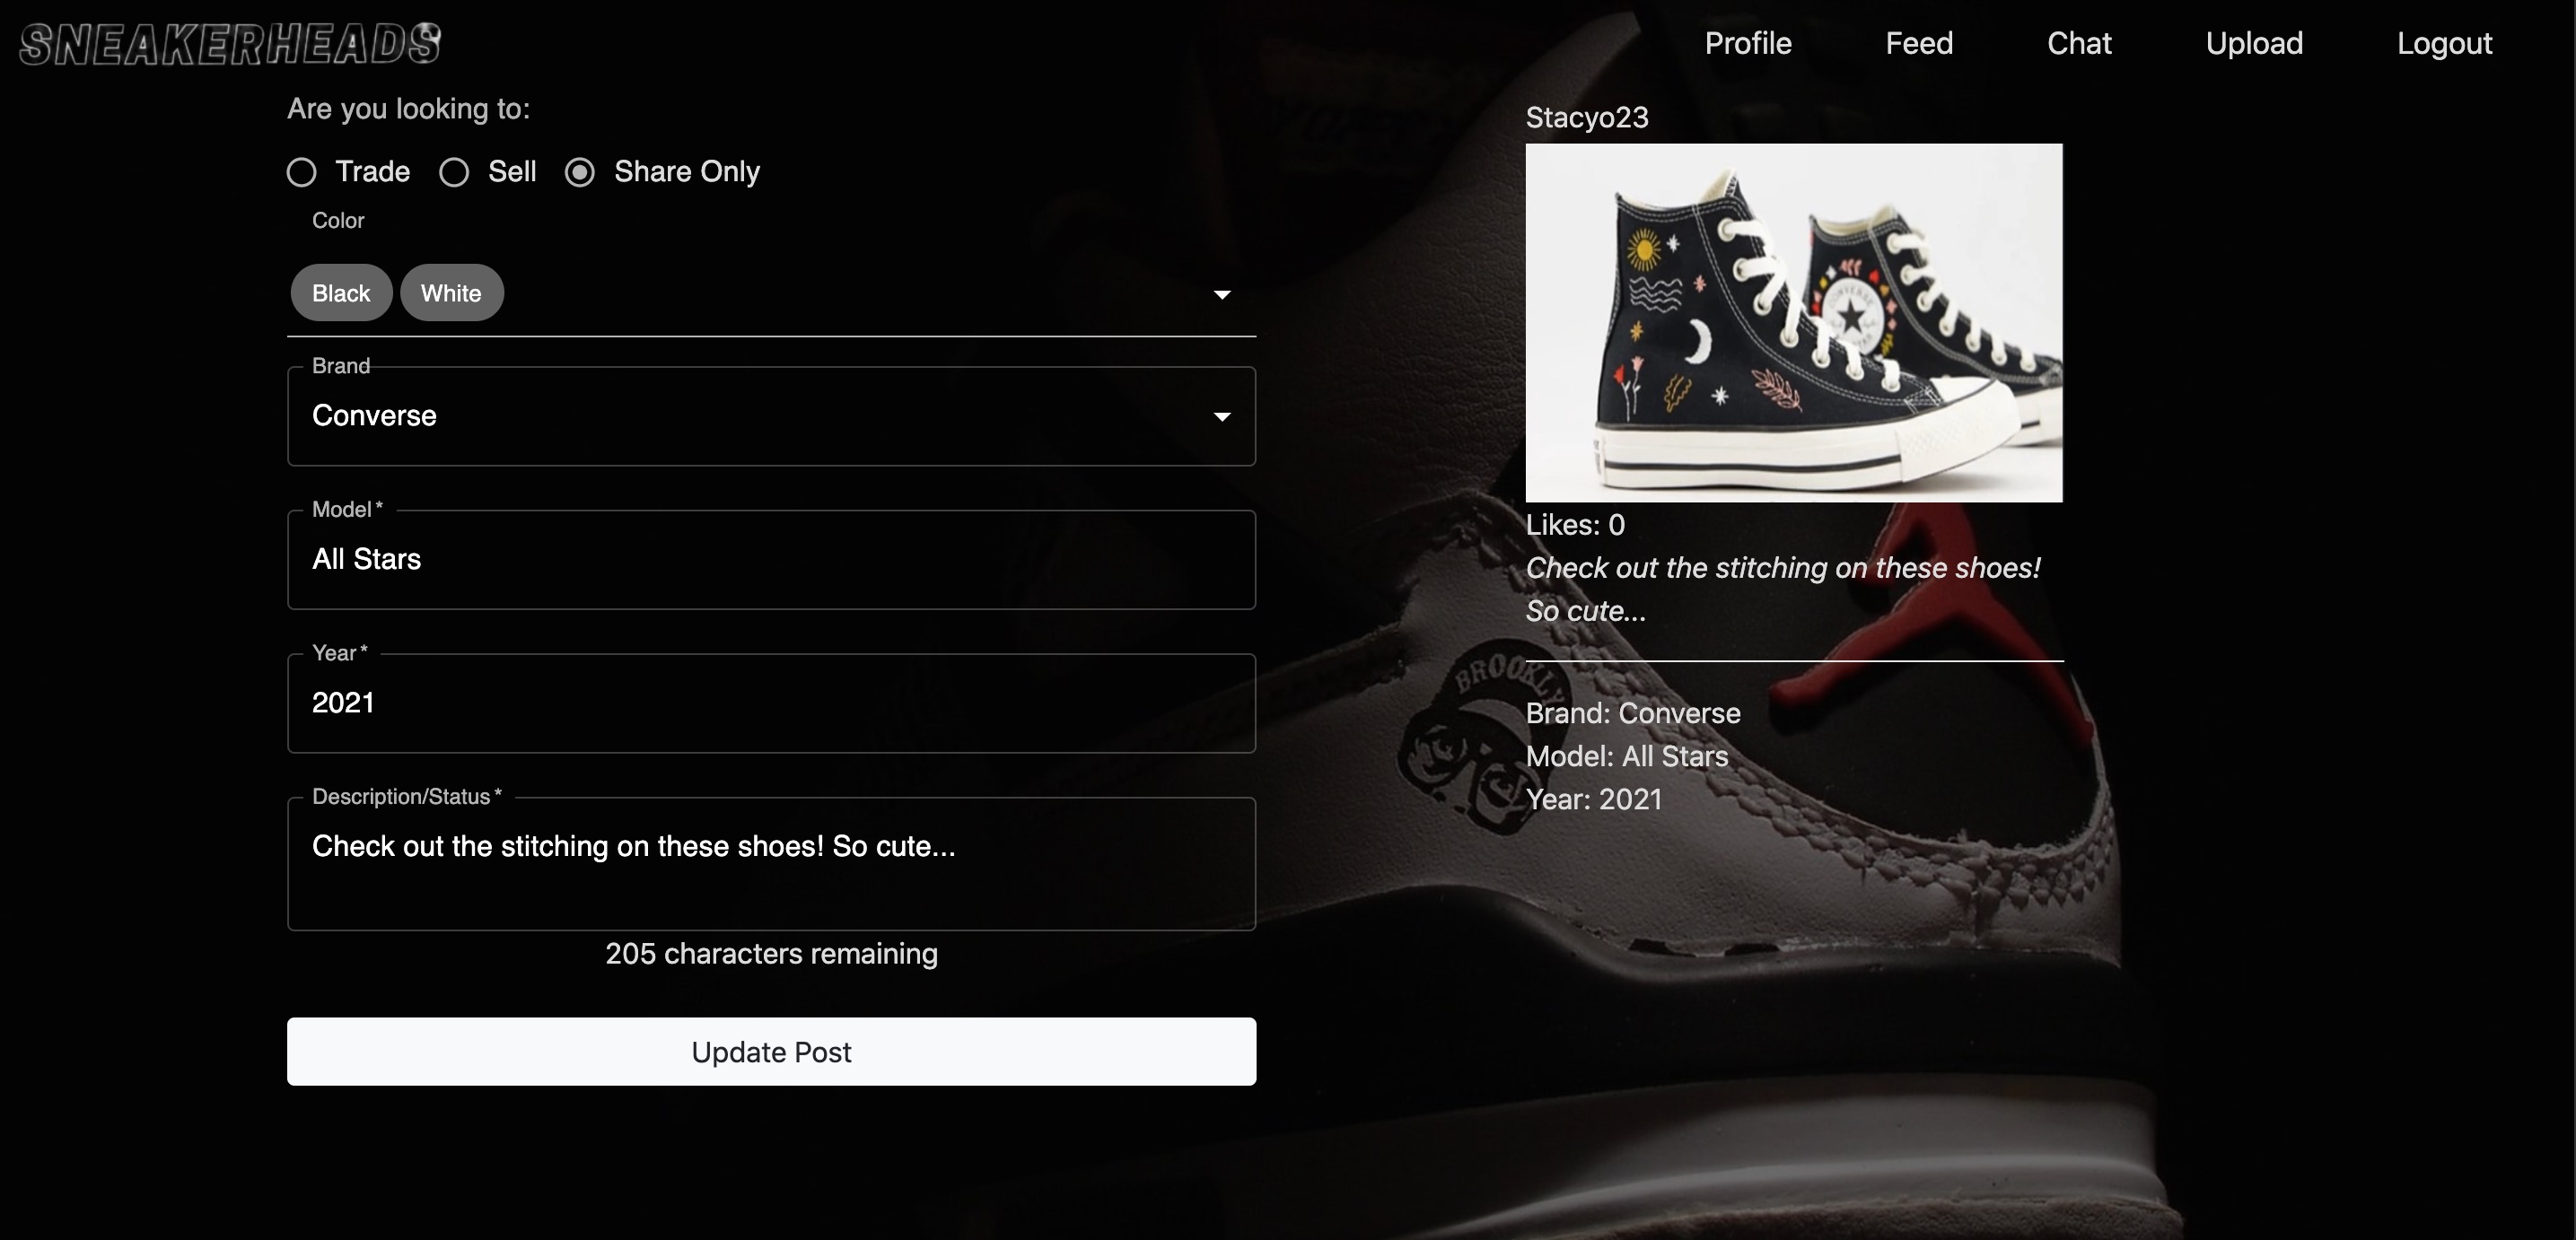 SNEAKERHEADS
Profile Feed Chat Upload Logout
Are you looking to:
Trade Sell Share Only
Color
Black White
Brand
Converse
Model *
All Stars
Year *
2021
Description/Status *
Check out the stitching on these shoes! So cute...
205 characters remaining
Update Post
Stacyo23
CONVERSE
Likes: 0
Check out the stitching on these shoes!
So cute...
BROOKLY
Brand: Converse
Model: All Stars
Year: 2021